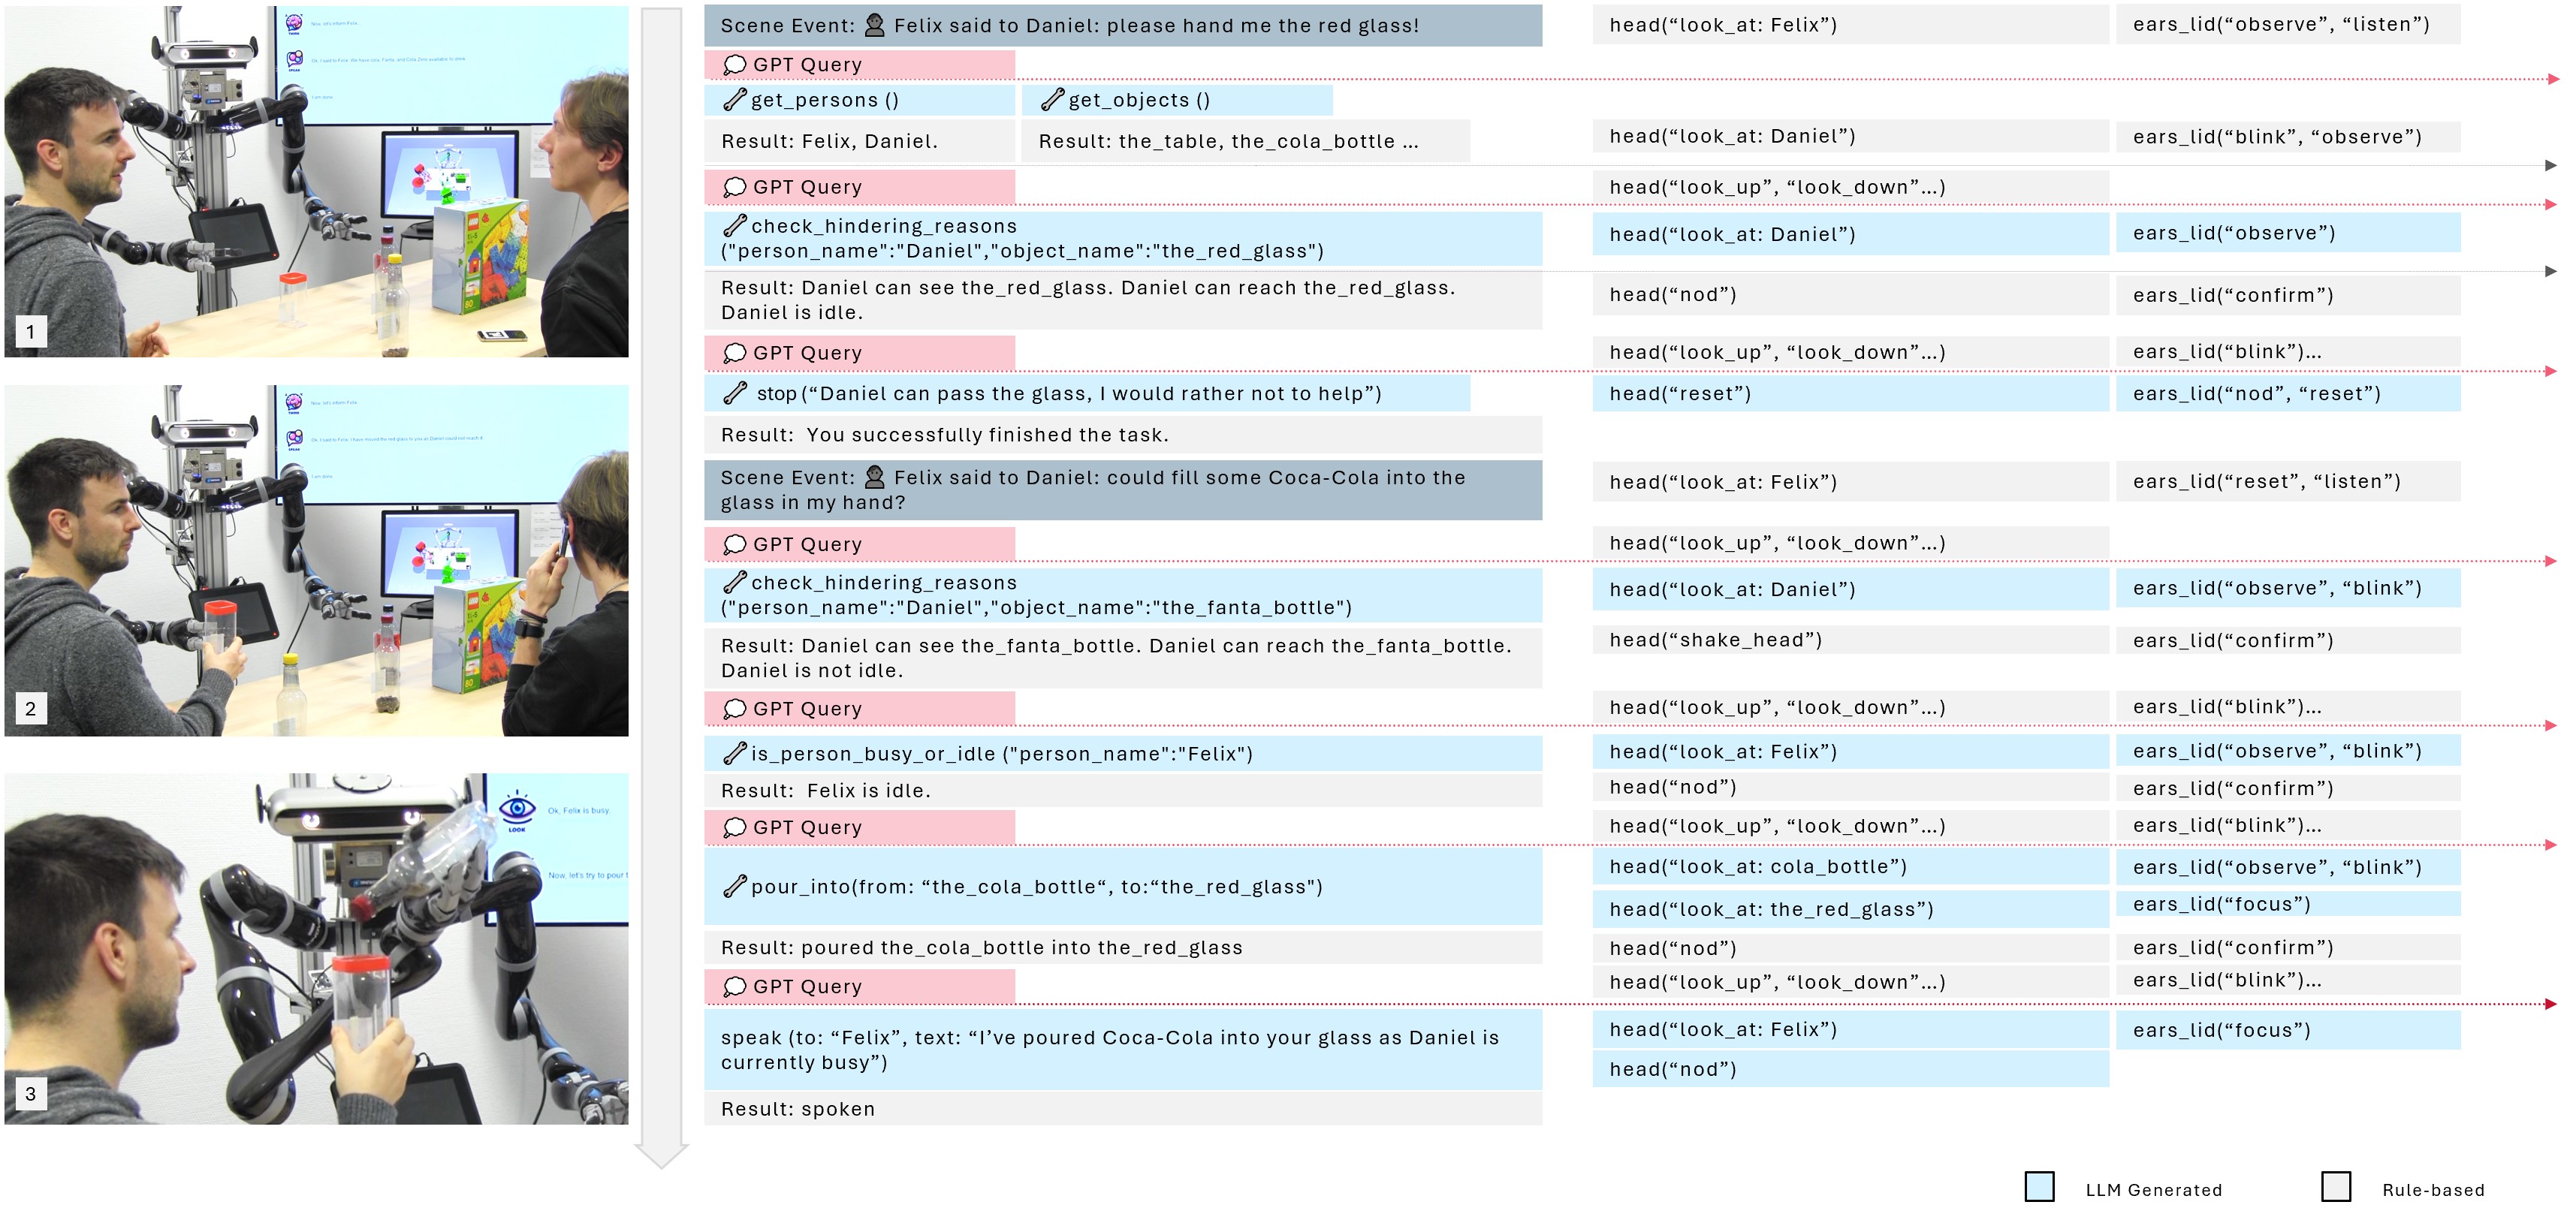 Scene Event: Felix said to Daniel: please hand me the red glass!
head(“look_at: Felix”)
ears_lid(“observe”, “listen”)
GPT Query
get_persons ()
get_objects ()
Result: Felix, Daniel.
Result: the_table, the_cola_bottle ...
head(“look_at: Daniel”)
ears_lid(“blink”, “observe”)
GPT Query
head(“look_up”, “look_down”...)
check_hindering_reasons
("person_name":"Daniel","object_name":"the_red_glass")
head(“look_at: Daniel”)
ears_lid(“observe”)
Result: Daniel can see the_red_glass. Daniel can reach the_red_glass.
Daniel is idle.
head(“nod”)
ears_lid(“confirm”)
1
GPT Query
head(“look_up”, “look_down”...)
ears_lid(“blink”)...
stop (“Daniel can pass the glass, I would rather not to help”)
head(“reset”)
ears_lid(“nod”, “reset”)
Result: You successfully finished the task.
Scene Event: Felix said to Daniel: could fill some Coca-Cola into the
glass in my hand?
head(“look_at: Felix”)
ears_lid(“reset”, “listen”)
GPT Query
head(“look_up”, “look_down”...)
check_hindering_reasons
("person_name":"Daniel","object_name":"the_fanta_bottle")
head(“look_at: Daniel”)
ears_lid(“observe”, “blink”)
Result: Daniel can see the_fanta_bottle. Daniel can reach the_fanta_bottle.
Daniel is not idle.
head(“shake_head”)
ears_lid(“confirm”)
2
GPT Query
head(“look_up”, “look_down”...)
ears_lid(“blink”)...
is_person_busy_or_idle ("person_name":"Felix")
head(“look_at: Felix”)
ears_lid(“observe”, “blink”)
Result: Felix is idle.
head(“nod”)
ears_lid(“confirm”)
LOOK
Ok, Felix is busy.
Now, let's try to pour
GPT Query
head(“look_up”, “look_down”...)
ears_lid(“blink”)...
pour_into(from: “the_cola_bottle“, to:“the_red_glass")
head(“look_at: cola_bottle”)
ears_lid(“observe”, “blink”)
head(“look_at: the_red_glass”)
ears_lid(“focus”)
Result: poured the_cola_bottle into the_red_glass
head(“nod”)
ears_lid(“confirm”)
GPT Query
head(“look_up”, “look_down”...)
ears_lid(“blink”)...
speak (to: “Felix”, text: “I’ve poured Coca-Cola into your glass as Daniel is
currently busy”)
head(“look_at: Felix”)
ears_lid(“focus”)
head(“nod”)
3
Result: spoken
LLM Generated
Rule-based